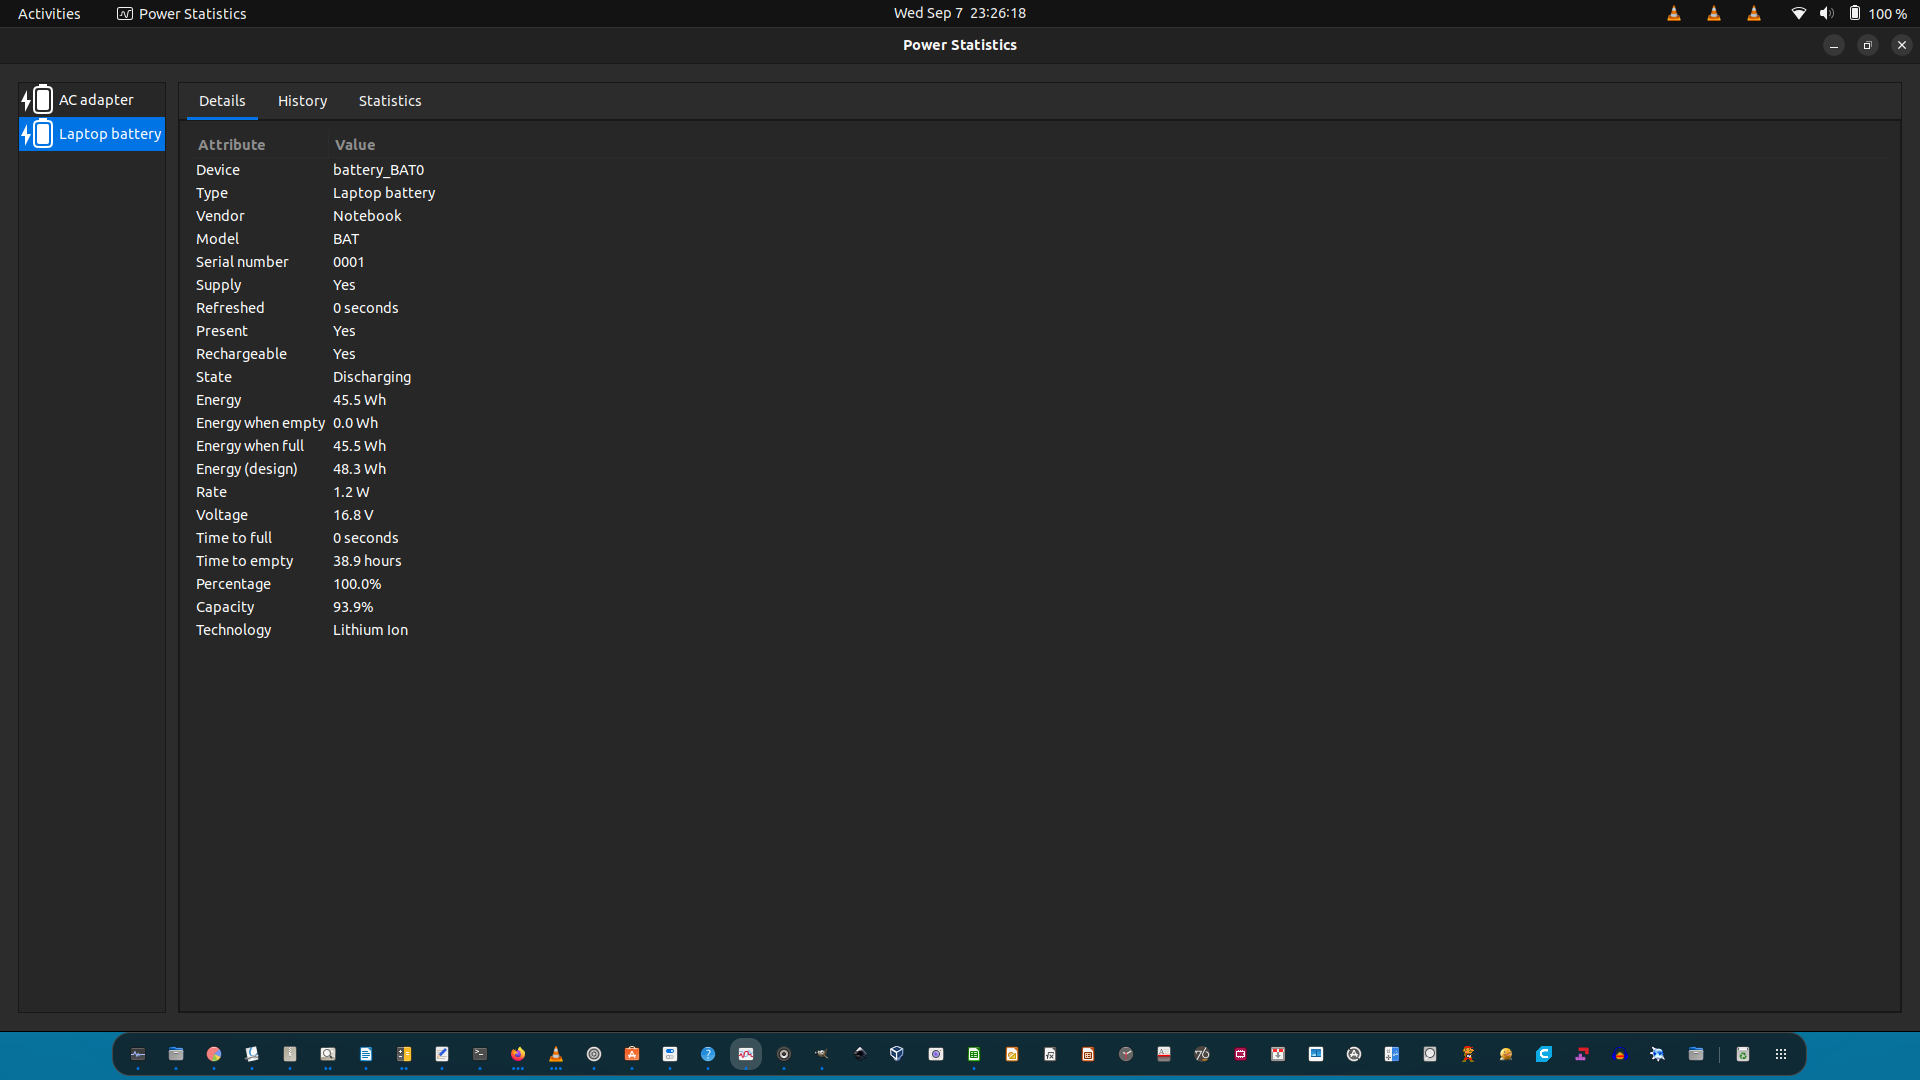 Activities Power Statistics Wed Sep 7 23:26:18 100 %
Power Statistics
AC adapter
Laptop battery
Details History Statistics
Attribute Value
Device battery_BAT0
Type Laptop battery
Vendor Notebook
Model BAT
Serial number 0001
Supply Yes
Refreshed 0 seconds
Present Yes
Rechargeable Yes
State Discharging
Energy 45.5 Wh
Energy when empty 0.0 Wh
Energy when full 45.5 Wh
Energy (design) 48.3 Wh
Rate 1.2 W
Voltage 16.8 V
Time to full 0 seconds
Time to empty 38.9 hours
Percentage 100.0%
Capacity 93.9%
Technology Lithium Ion
76